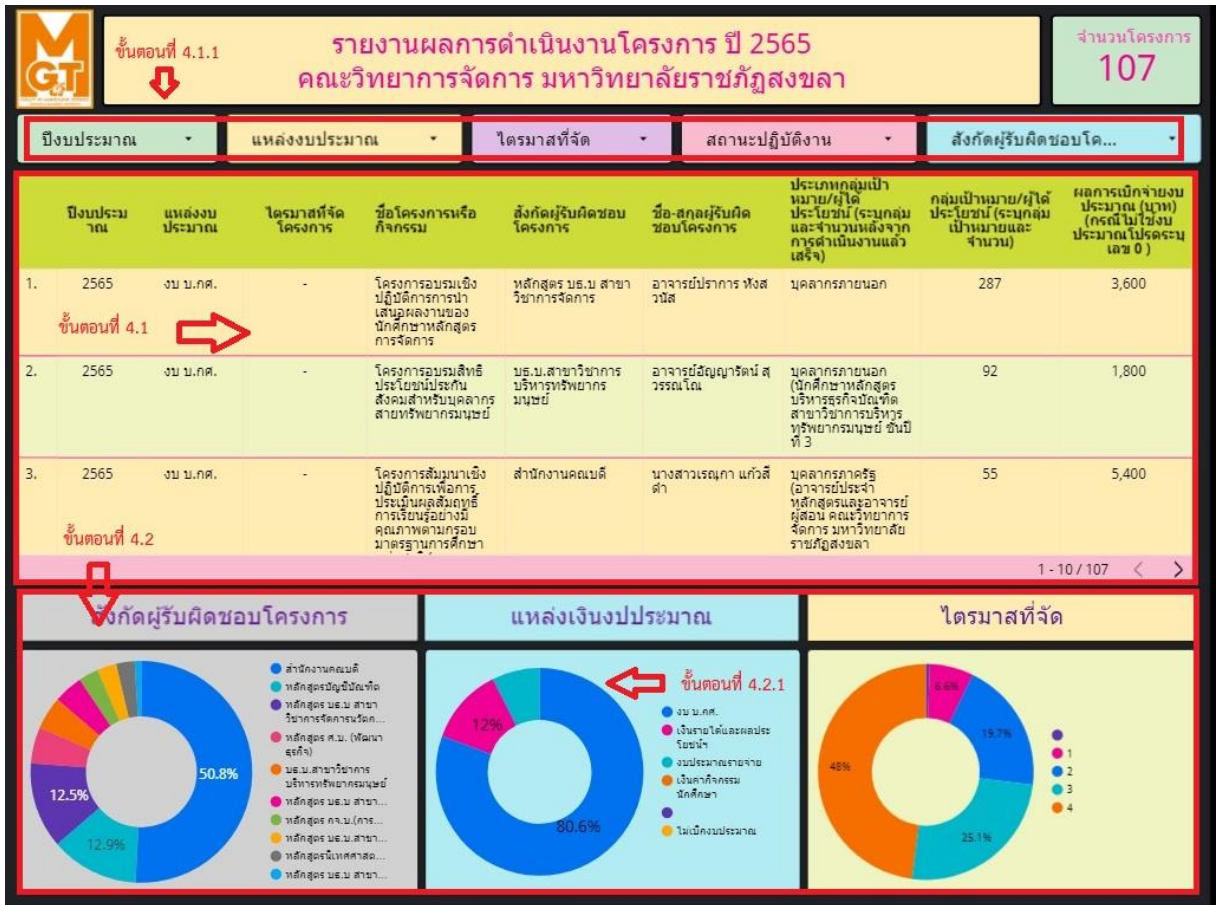 MGT
ขั้นตอนที่ 4.1.1
รายงานผลการดำเนินงานโครงการ ปี 2565
คณะวิทยาการจัดการ มหาวิทยาลัยราชภัฏสงขลา
จำนวนโครงการ
107
ปีงบประมาณ
แหล่งงบประมาณ
ไตรมาสที่จัด
สถานะปฏิบัติงาน
สังกัดผู้รับผิดชอบโค...
ปีงบประม
าณ
แหล่งงบ
ประมาณ
ไตรมาสที่จัด
โครงการ
ชื่อโครงการหรือ
กิจกรรม
สังกัดผู้รับผิดชอบ
โครงการ
ชื่อ-สกุลผู้รับผิด
ชอบโครงการ
ประเภทกลุ่มเป้า
หมาย/ผู้ได้
ประโยชน์ (ระบุกลุ่ม
และจำนวนหลังจาก
การดำเนินงานแล้ว
เสร็จ)
กลุ่มเป้าหมาย/ผู้ได้
ประโยชน์ (ระบุกลุ่ม
เป้าหมายและ
จำนวน)
ผลการเบิกจ่ายงบ
ประมาณ (บาท)
(กรณีไม่ใช้งบ
ประมาณโปรดระบุ
เลข 0 )
1.
2565
งบ บ.กศ.
-
โครงการอบรมเชิง
ปฏิบัติการการนำ
เสนอผลงานของ
นักศึกษาหลักสูตร
การจัดการ
หลักสูตร บธ.บ สาขา
วิชาการจัดการ
อาจารย์ปราการ หังส
วนัส
บุคลากรภายนอก
287
3,600
ขั้นตอนที่ 4.1
2.
2565
งบ บ.กศ.
-
โครงการอบรมสิทธิ
ประโยชน์ประกัน
สังคมสำหรับบุคลากร
สายทรัพยากรมนุษย์
บธ.บ.สาขาวิชาการ
บริหารทรัพยากร
มนุษย์
อาจารย์อัญญารัตน์ สุ
วรรณโณ
บุคลากรภายนอก
(นักศึกษาหลักสูตร
บริหารธุรกิจบัณฑิต
สาขาวิชาการบริหาร
ทรัพยากรมนุษย์ ชั้นปี
ที่ 3
92
1,800
3.
2565
งบ บ.กศ.
-
โครงการสัมมนาเชิง
ปฏิบัติการเพื่อการ
ประเมินผลสัมฤทธิ์
การเรียนรู้อย่างมี
คุณภาพตามกรอบ
มาตรฐานการศึกษา
สำนักงานคณบดี
นางสาวเรณุกา แก้วสี
ดำ
บุคลากรภาครัฐ
(อาจารย์ประจำ
หลักสูตรและอาจารย์
ผู้สอน คณะวิทยาการ
จัดการ มหาวิทยาลัย
ราชภัฏสงขลา
55
5,400
ขั้นตอนที่ 4.2
1 - 10 / 107
สังกัดผู้รับผิดชอบโครงการ
สำนักงานคณบดี
หลักสูตรบัญชีบัณฑิต
หลักสูตร บธ.บ สาขา
วิชาการจัดการนวัตก...
หลักสูตร ศ.บ. (พัฒนา
ธุรกิจ)
บธ.บ.สาขาวิชาการ
บริหารทรัพยากรมนุษย์
หลักสูตร บธ.บ สาขา...
หลักสูตร กจ.บ.(การ...
หลักสูตร บธ.บ.สาขา...
หลักสูตรนิเทศศาสต...
หลักสูตร บธ.บ สาขา...
50.8%
12.5%
12.9%
แหล่งเงินงปประมาณ
ขั้นตอนที่ 4.2.1
งบ บ.กศ.
เงินรายได้และผลประ
โยชน์ฯ
งบประมาณรายจ่าย
เงินค่ากิจกรรม
นักศึกษา
ไม่เบิกงบประมาณ
12%
80.6%
ไตรมาสที่จัด
6.6%
19.7%
48%
25.1%
1
2
3
4